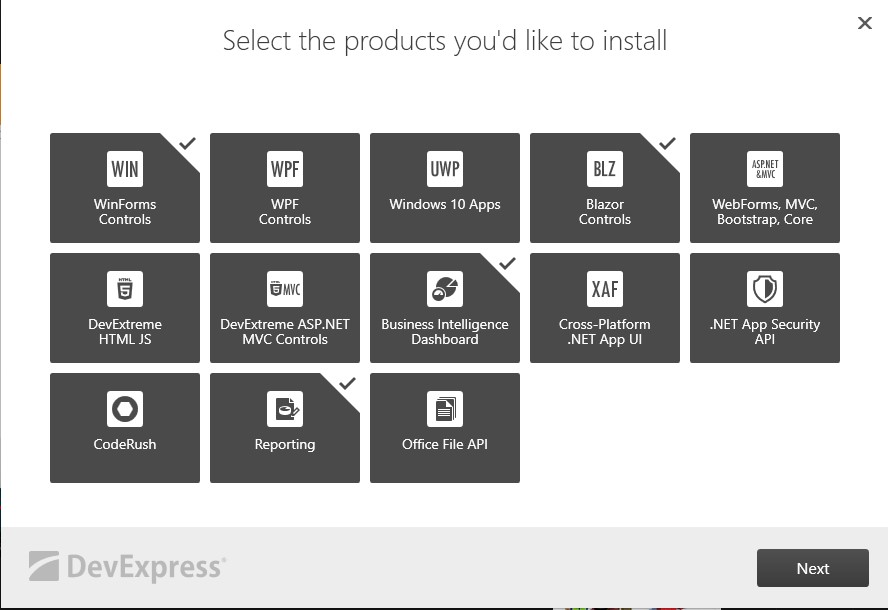 Select the products you'd like to install
WIN
WinForms
Controls
WPF
WPF
Controls
UWP
Windows 10 Apps
BLZ
Blazor
Controls
ASP.NET
&MVC
WebForms, MVC,
Bootstrap, Core
HTML
5
DevExtreme
HTML JS
HTML
5 MVC
DevExtreme ASP.NET
MVC Controls
Business Intelligence
Dashboard
XAF
Cross-Platform
.NET App UI
.NET App Security
API
CodeRush
Reporting
Office File API
DevExpress®
Next